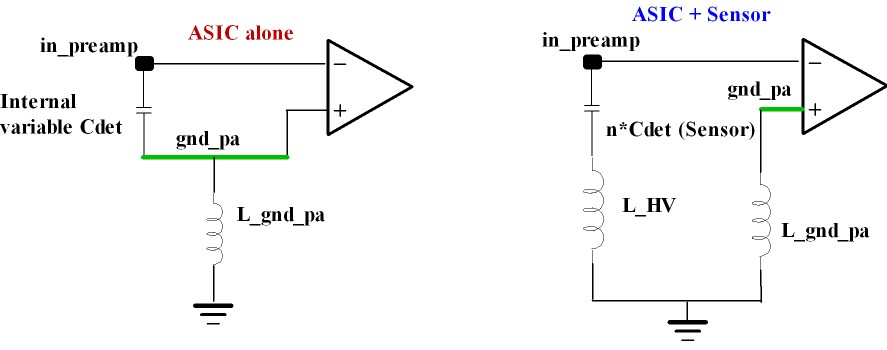 ASIC alone
in_preamp
−
Internal
variable Cdet
+
gnd_pa
L_gnd_pa
ASIC + Sensor
in_preamp
−
gnd_pa
+
n*Cdet (Sensor)
L_HV
L_gnd_pa